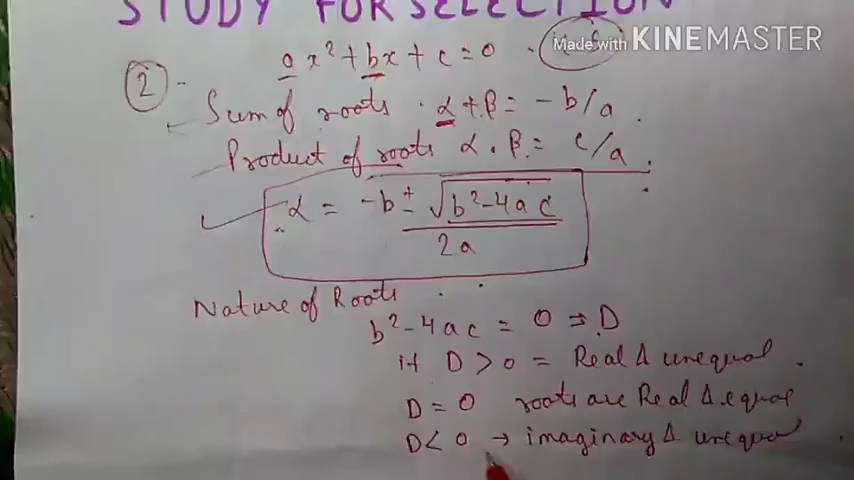 STUDY FOR SELECTION
Made with KINEMASTER
ax² + bx + c = 0
2
Sum of roots α + β = -b/a
Product of roots α . β = c/a
α = -b ± √b²-4ac
2a
Nature of Roots
b²-4ac = 0 ⇒ D
if D > 0 = Real & unequal
D = 0 roots are Real & equal
D < 0 → imaginary & unequal